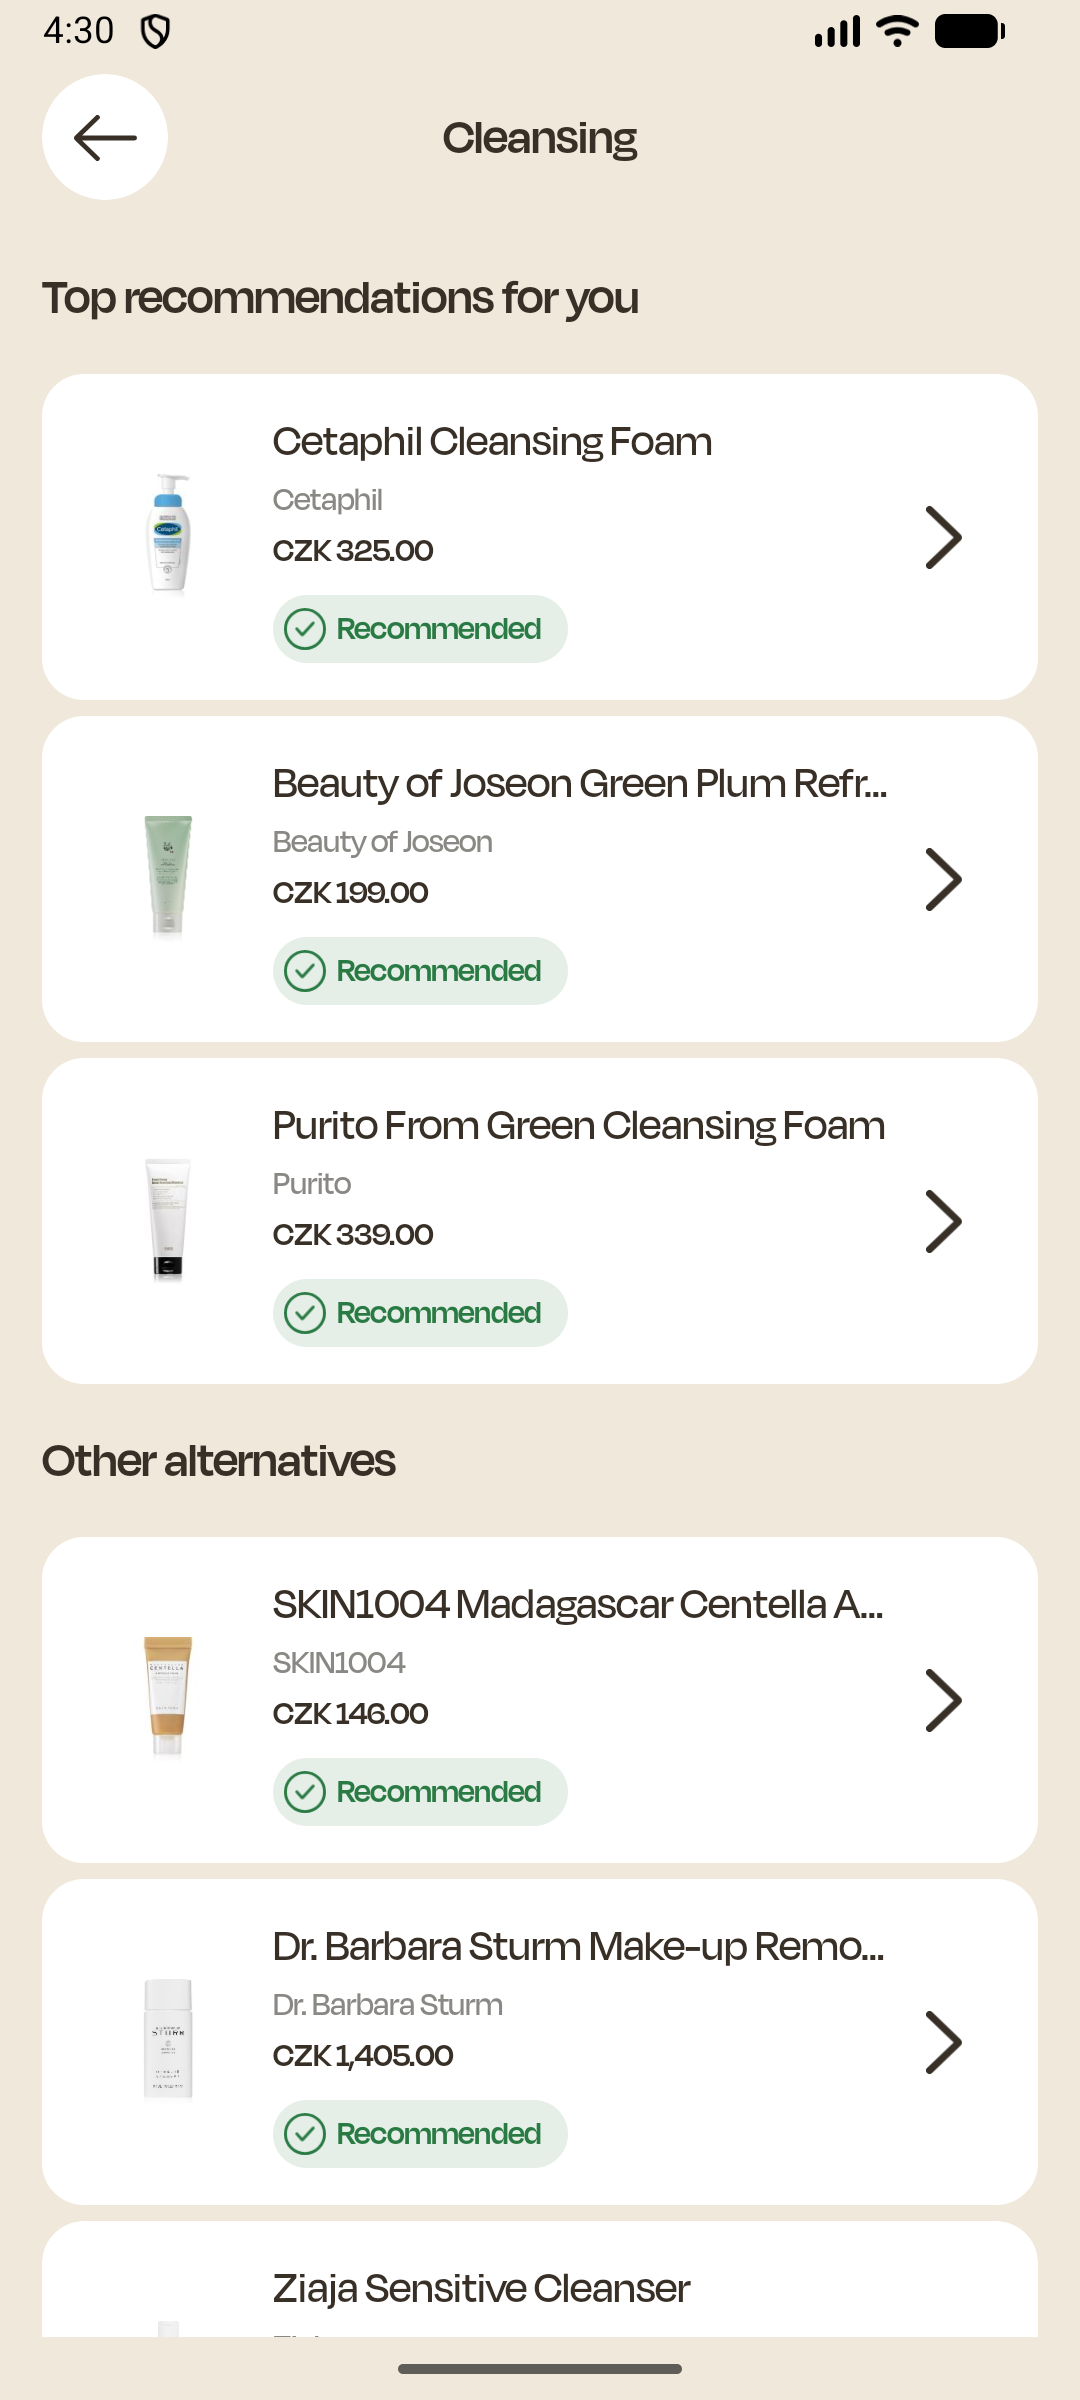 4:30
Cleansing
Top recommendations for you
Cetaphil Cleansing Foam
Cetaphil
CZK 325.00
Recommended
Beauty of Joseon Green Plum Refr...
Beauty of Joseon
CZK 199.00
Recommended
Purito From Green Cleansing Foam
Purito
CZK 339.00
Recommended
Other alternatives
SKIN1004 Madagascar Centella A...
SKIN1004
CZK 146.00
CENTELLA
Recommended
Dr. Barbara Sturm Make-up Remo...
Dr. Barbara Sturm
CZK 1,405.00
STURM
Recommended
Ziaja Sensitive Cleanser